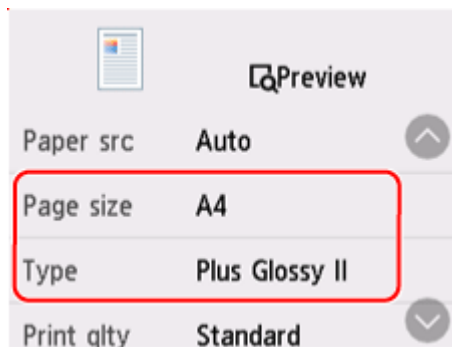 Preview
Paper src Auto
Page size A4
Type Plus Glossy II
Print qlty Standard